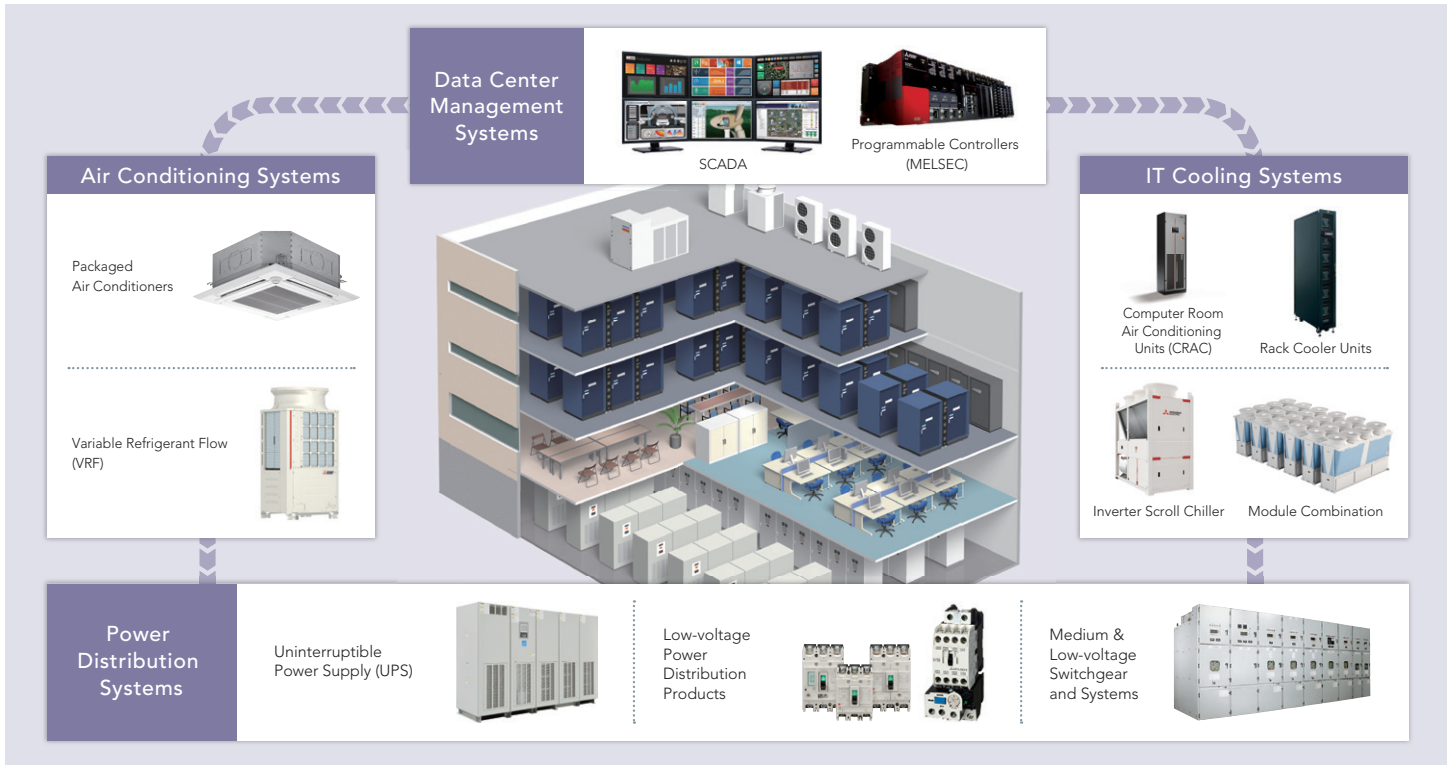 Data Center
Management
Systems
SCADA
Programmable Controllers
(MELSEC)
Air Conditioning Systems
Packaged
Air Conditioners
Variable Refrigerant Flow
(VRF)
IT Cooling Systems
Computer Room
Air Conditioning
Units (CRAC)
Rack Cooler Units
Inverter Scroll Chiller
Module Combination
Power
Distribution
Systems
Uninterruptible
Power Supply (UPS)
Low-voltage
Power
Distribution
Products
Medium &
Low-voltage
Switchgear
and Systems